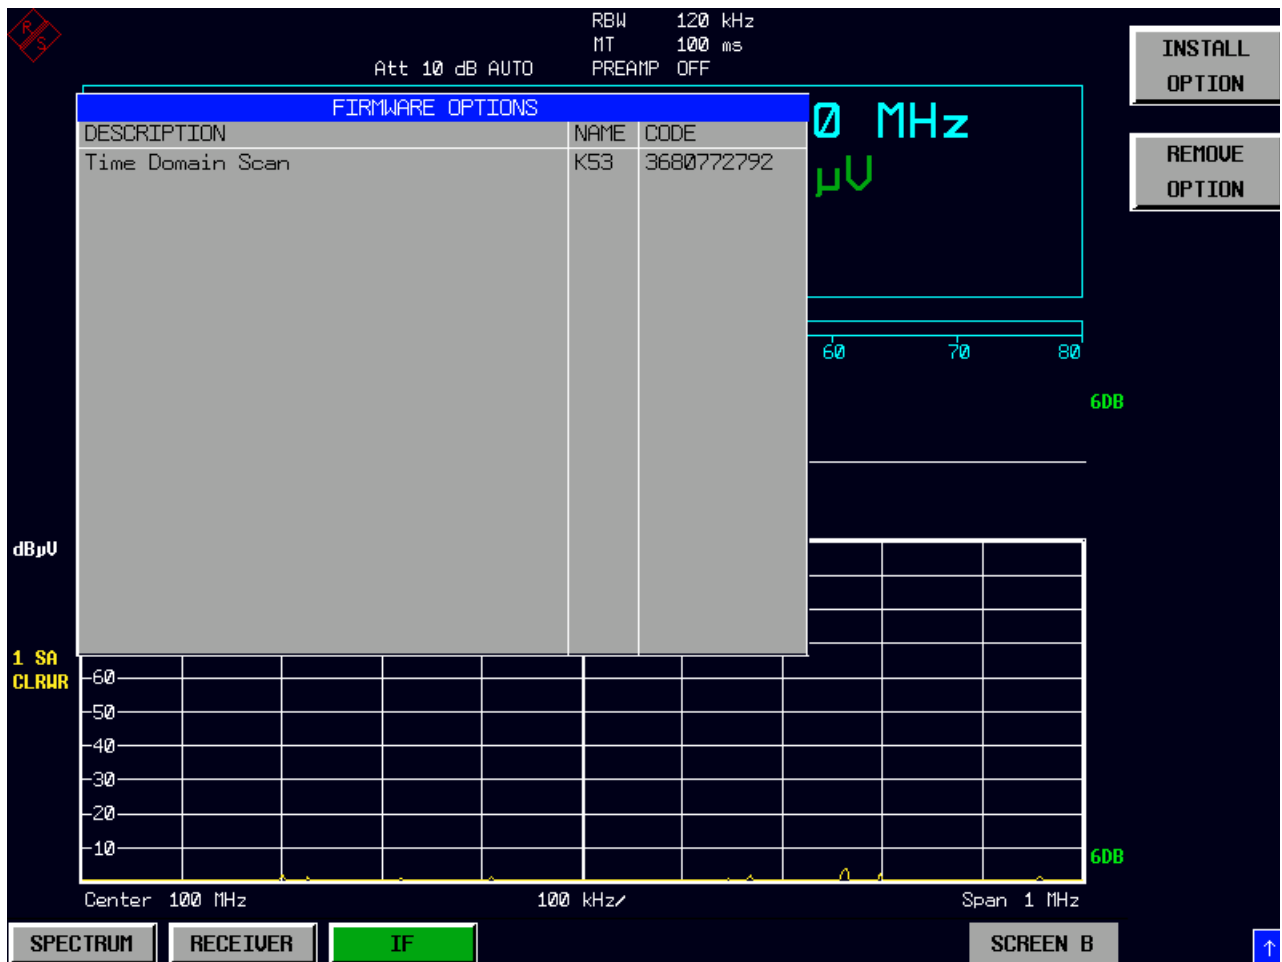 R S
RBW 120 kHz
MT 100 ms
Att 10 dB AUTO PREAMP OFF
INSTALL
OPTION
FIRMWARE OPTIONS
0 MHz
DESCRIPTION NAME CODE
Time Domain Scan K53 3680772792
µV
REMOVE
OPTION
60 70 80
6DB
dBµV
1 SA
CLRWR
60
50
40
30
20
10
6DB
Center 100 MHz 100 kHz/ Span 1 MHz
SPECTRUM RECEIVER IF SCREEN B ↑